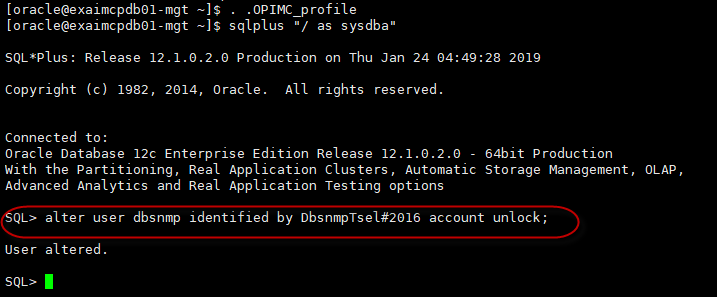 [oracle@exaimcpdb01-mgt ~]$ . .OPIMC_profile
[oracle@exaimcpdb01-mgt ~]$ sqlplus "/ as sysdba"
SQL*Plus: Release 12.1.0.2.0 Production on Thu Jan 24 04:49:28 2019
Copyright (c) 1982, 2014, Oracle.  All rights reserved.
Connected to:
Oracle Database 12c Enterprise Edition Release 12.1.0.2.0 - 64bit Production
With the Partitioning, Real Application Clusters, Automatic Storage Management, OLAP,
Advanced Analytics and Real Application Testing options
SQL> alter user dbsnmp identified by DbsnmpTsel#2016 account unlock;
User altered.
SQL>